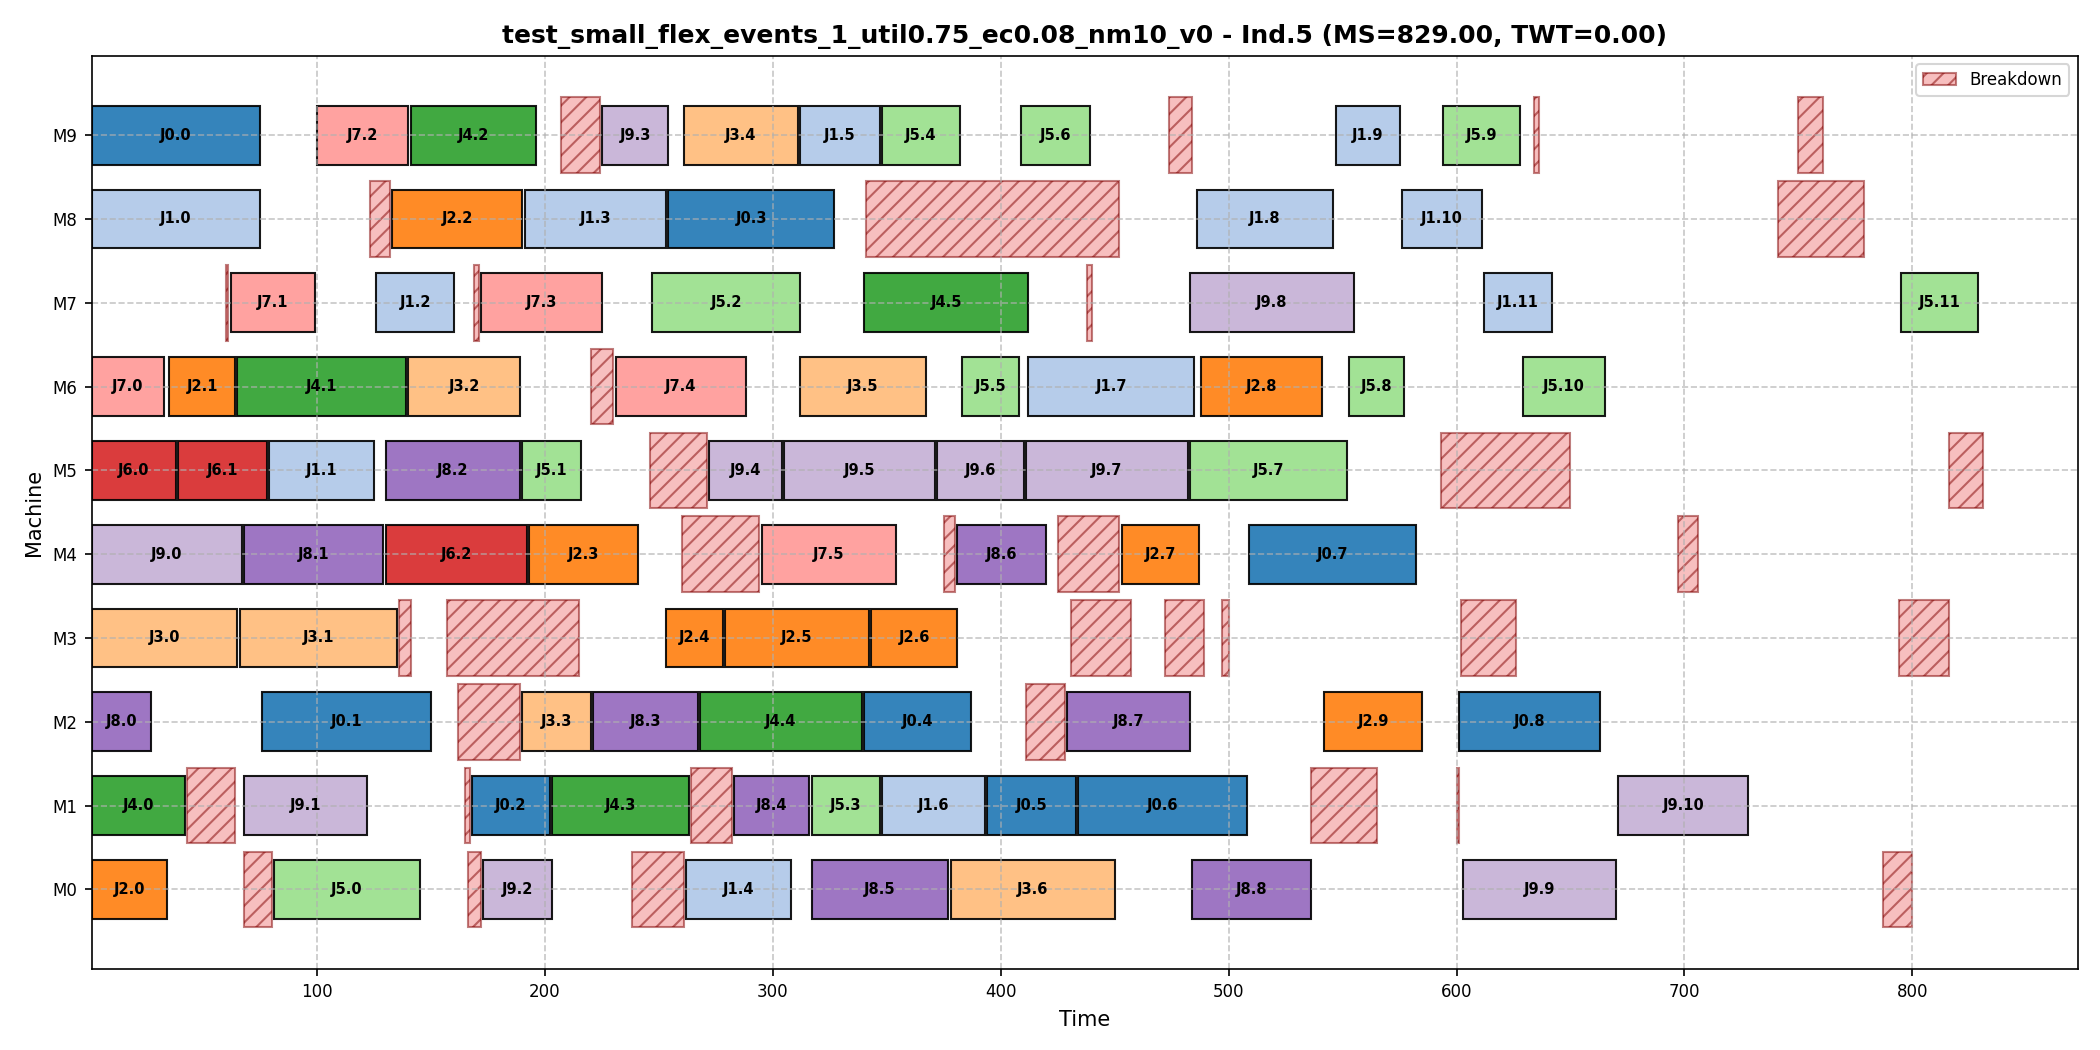 test_small_flex_events_1_util0.75_ec0.08_nm10_v0 - Ind.5 (MS=829.00, TWT=0.00)
Breakdown
M9 J0.0 J7.2 J4.2 J9.3 J3.4 J1.5 J5.4 J5.6 J1.9 J5.9
M8 J1.0 J2.2 J1.3 J0.3 J1.8 J1.10
M7 J7.1 J1.2 J7.3 J5.2 J4.5 J9.8 J1.11 J5.11
M6 J7.0 J2.1 J4.1 J3.2 J7.4 J3.5 J5.5 J1.7 J2.8 J5.8 J5.10
M5 J6.0 J6.1 J1.1 J8.2 J5.1 J9.4 J9.5 J9.6 J9.7 J5.7
M4 J9.0 J8.1 J6.2 J2.3 J7.5 J8.6 J2.7 J0.7
M3 J3.0 J3.1 J2.4 J2.5 J2.6
M2 J8.0 J0.1 J3.3 J8.3 J4.4 J0.4 J8.7 J2.9 J0.8
M1 J4.0 J9.1 J0.2 J4.3 J8.4 J5.3 J1.6 J0.5 J0.6 J9.10
M0 J2.0 J5.0 J9.2 J1.4 J8.5 J3.6 J8.8 J9.9
Machine
100 200 300 400 500 600 700 800
Time